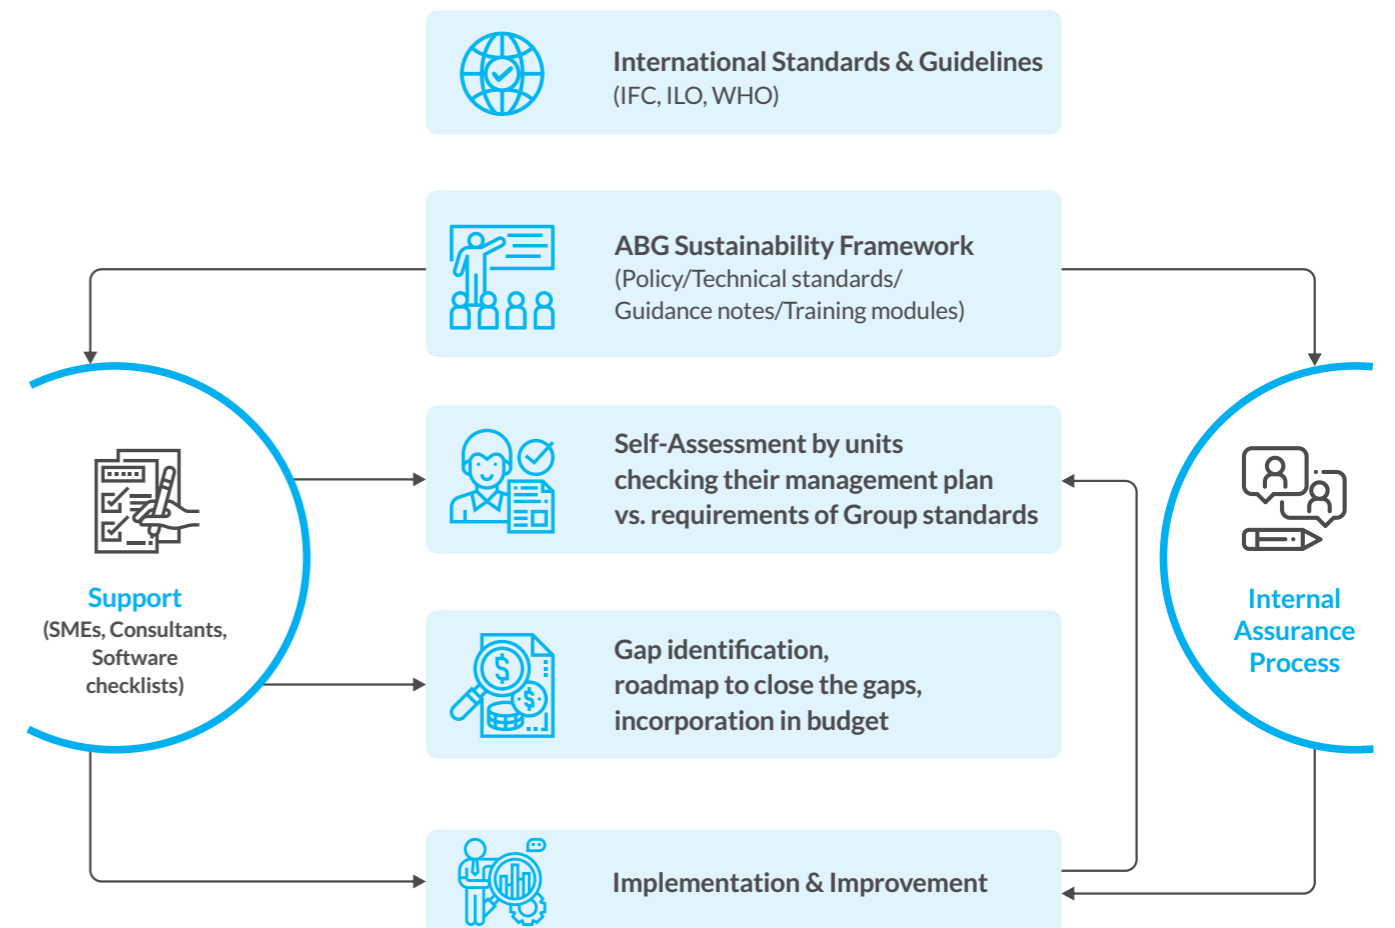 International Standards & Guidelines
(IFC, ILO, WHO)
ABG Sustainability Framework
(Policy/Technical standards/
Guidance notes/Training modules)
Self-Assessment by units
checking their management plan
vs. requirements of Group standards
Support
(SMEs, Consultants,
Software
checklists)
Internal
Assurance
Process
Gap identification,
roadmap to close the gaps,
incorporation in budget
Implementation & Improvement